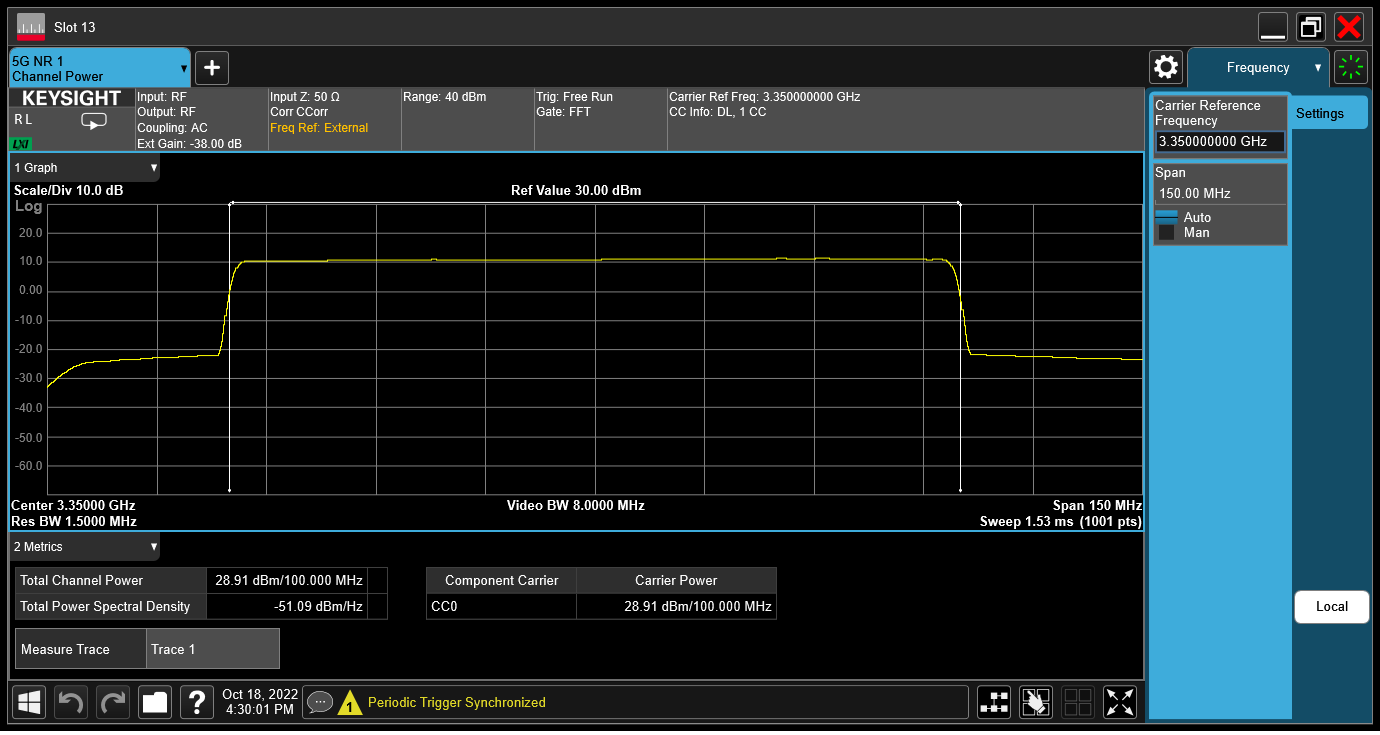 Slot 13
5G NR 1
Channel Power
Frequency
KEYSIGHT
R L
LXI
Input: RF
Output: RF
Coupling: AC
Ext Gain: -38.00 dB
Input Z: 50 Ω
Corr CCorr
Freq Ref: External
Range: 40 dBm
Trig: Free Run
Gate: FFT
Carrier Ref Freq: 3.350000000 GHz
CC Info: DL, 1 CC
Carrier Reference
Frequency
3.350000000 GHz
Settings
Span
150.00 MHz
Auto
Man
1 Graph
Scale/Div 10.0 dB
Ref Value 30.00 dBm
Log
20.0
10.0
0.00
-10.0
-20.0
-30.0
-40.0
-50.0
-60.0
Center 3.35000 GHz
Video BW 8.0000 MHz
Span 150 MHz
Res BW 1.5000 MHz
Sweep 1.53 ms (1001 pts)
2 Metrics
Total Channel Power 28.91 dBm/100.000 MHz
Total Power Spectral Density -51.09 dBm/Hz
Component Carrier Carrier Power
CC0 28.91 dBm/100.000 MHz
Measure Trace Trace 1
Local
?
Oct 18, 2022
4:30:01 PM
1
Periodic Trigger Synchronized